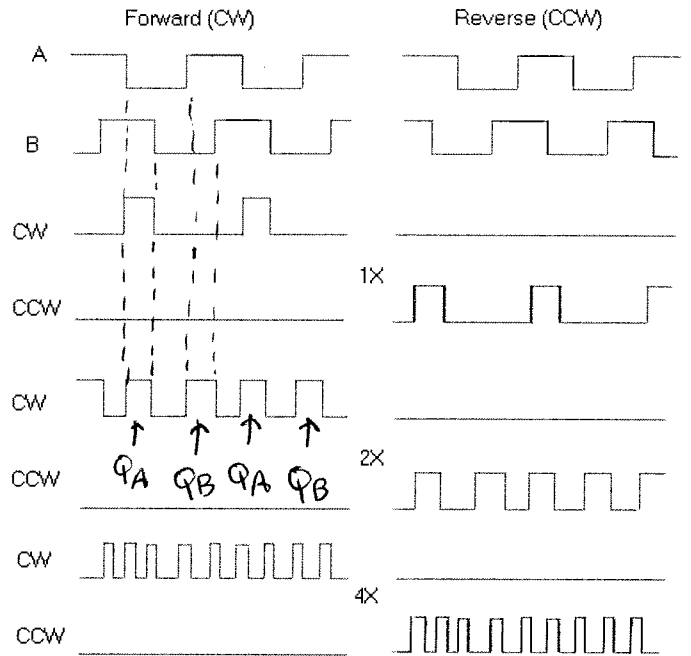 Forward (CW) Reverse (CCW)
A
B
CW
1X
CCW
CW
2X
QA QB QA QB
CCW
CW
4X
CCW